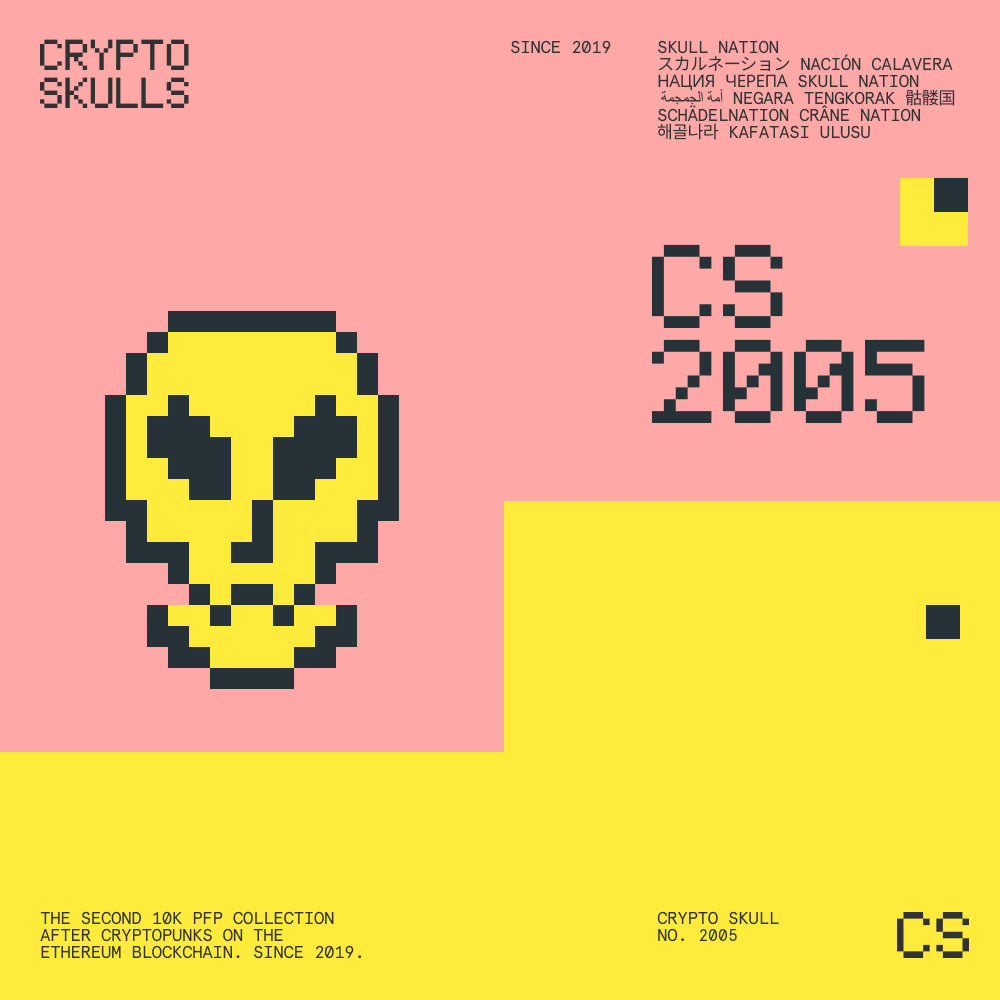 CRYPTO
SKULLS
SINCE 2019
SKULL NATION
スカルネーション NACIÓN CALAVERA
НАЦИЯ ЧЕРЕПА SKULL NATION
أمة الجمجمة NEGARA TENGKORAK 骷髅国
SCHÄDELNATION CRÂNE NATION
해골나라 KAFATASI ULUSU
CS
2005
THE SECOND 10K PFP COLLECTION
AFTER CRYPTOPUNKS ON THE
ETHEREUM BLOCKCHAIN. SINCE 2019.
CRYPTO SKULL
NO. 2005
CS